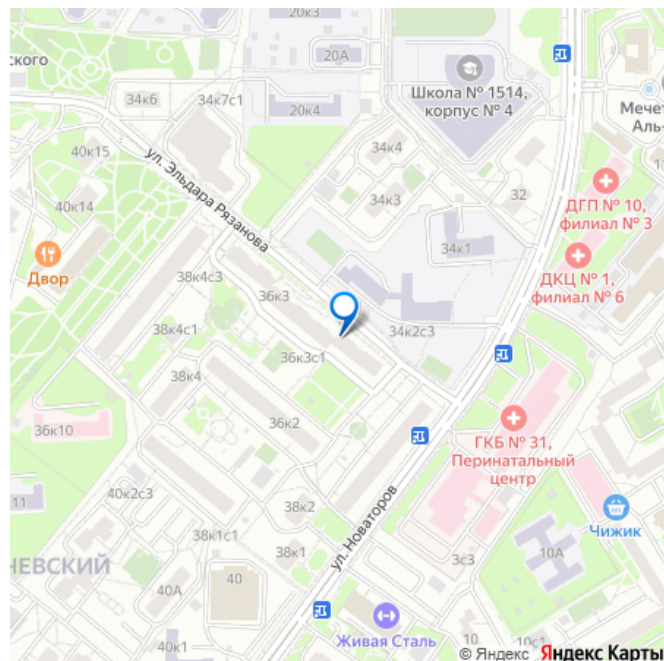 20к3
ского
20А
Школа № 1514,
корпус № 4
Мечет
Аль-
34к6
34к7с1
20к4
40к15
ул. Эльдара Рязанова
34к4
ДГП № 10,
филиал № 3
40к14
34к3
32
Двор
34к1
ДКЦ № 1,
филиал № 6
38к4с3
36к3
38к4с1
34к2с3
36к3с1
38к4
36к2
ГКБ № 31,
Перинатальный
центр
36к10
40к2с3
11
38к2
Чижик
38к1с1
ул. Новаторов
НЕВСКИЙ
38к1
3с3
10А
40А
40
40к1
Живая Сталь
10
10с1
© Яндекс Яндекс Карты